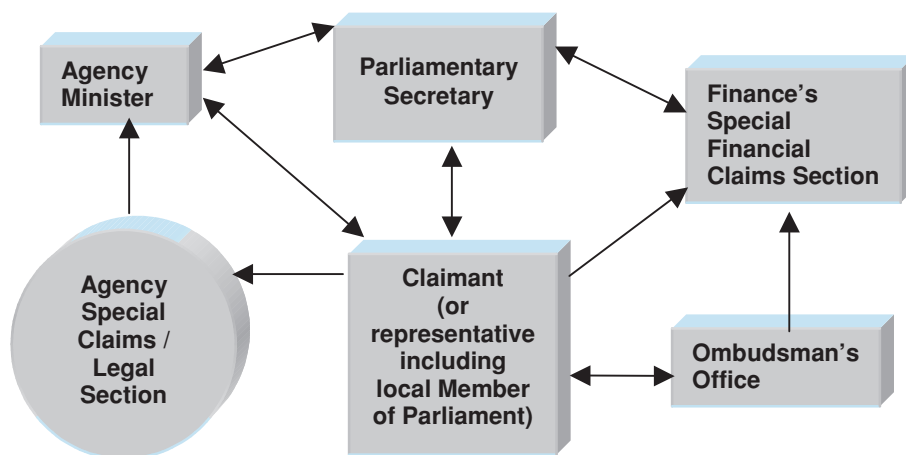 Agency
Minister
Parliamentary
Secretary
Finance's
Special
Financial
Claims Section
Agency
Special
Claims /
Legal
Section
Claimant
(or
representative
including
local Member
of Parliament)
Ombudsman's
Office